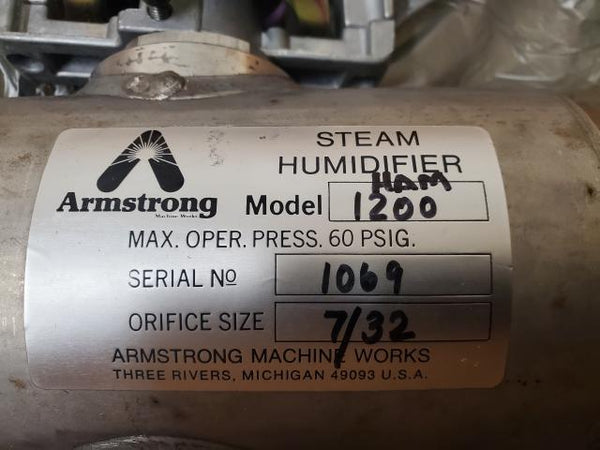 STEAM
HUMIDIFIER
Armstrong
Machine Works
HAM
Model 1200
MAX. OPER. PRESS. 60 PSIG.
SERIAL Nº 1069
ORIFICE SIZE 7/32
ARMSTRONG MACHINE WORKS
THREE RIVERS, MICHIGAN 49093 U.S.A.